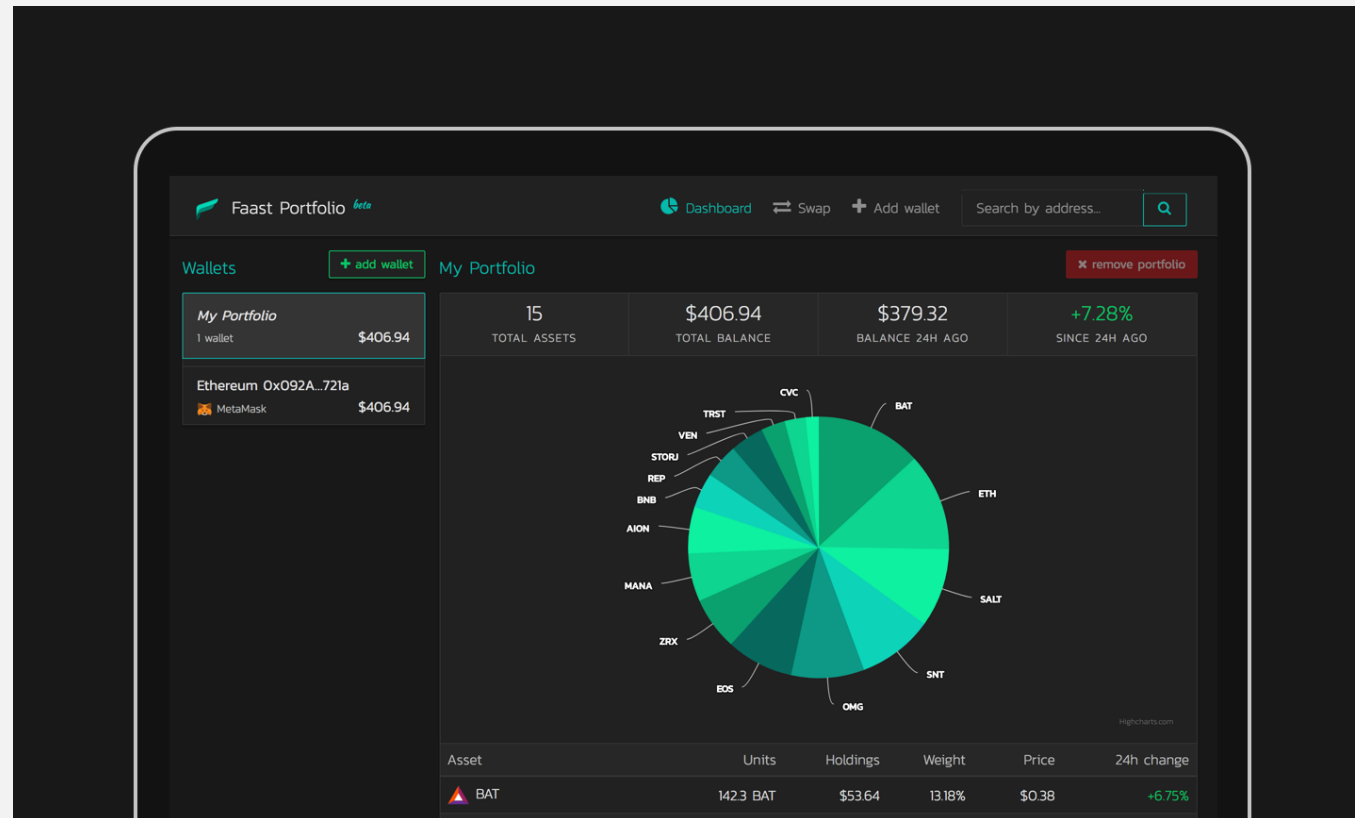 Faast Portfolio beta
Dashboard Swap Add wallet Search by address...
Wallets + add wallet
My Portfolio
1 wallet $406.94
Ethereum 0x092A...721a
MetaMask $406.94
My Portfolio × remove portfolio
15 $406.94 $379.32 +7.28%
TOTAL ASSETS TOTAL BALANCE BALANCE 24H AGO SINCE 24H AGO
CVC
BAT
TRST
VEN
STORJ
REP
BNB
ETH
AION
MANA
SALT
ZRX
SNT
EOS
OMG
Highcharts.com
Asset Units Holdings Weight Price 24h change
BAT 142.3 BAT $53.64 13.18% $0.38 +6.75%